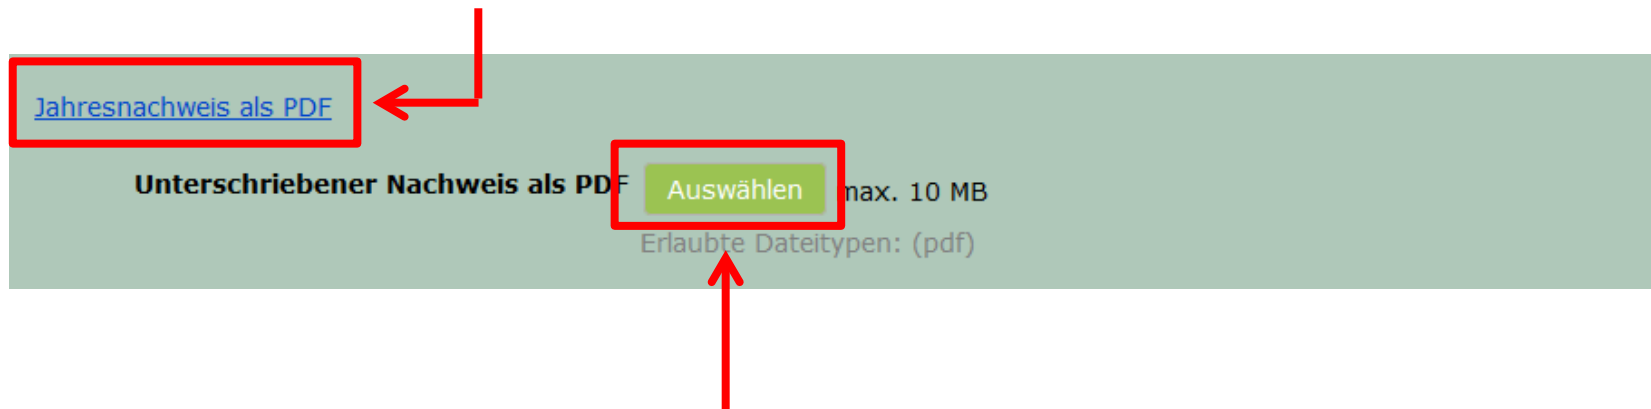 Jahresnachweis als PDF
Unterschriebener Nachweis als PDF Auswählen max. 10 MB
Erlaubte Dateitypen: (pdf)